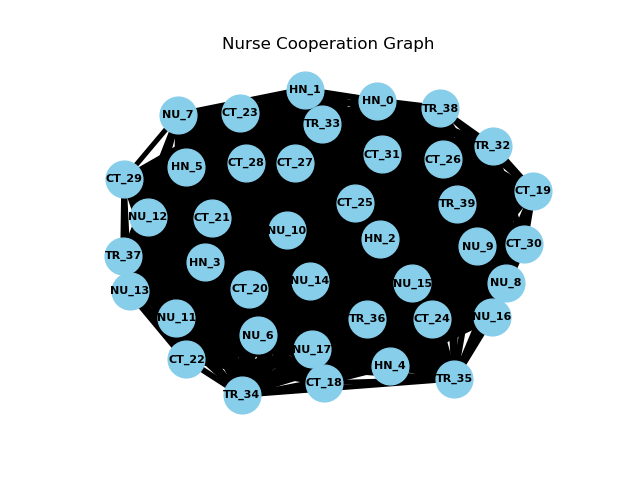 Nurse Cooperation Graph
HN_1
HN_0
TR_38
NU_7
CT_23
TR_33
TR_32
HN_5
CT_28
CT_27
CT_31
CT_26
CT_29
CT_19
NU_12
CT_21
CT_25
TR_39
NU_10
HN_2
NU_9
CT_30
TR_37
HN_3
NU_13
CT_20
NU_14
NU_15
NU_8
NU_11
TR_36
CT_24
NU_16
NU_6
NU_17
CT_22
HN_4
TR_34
CT_18
TR_35